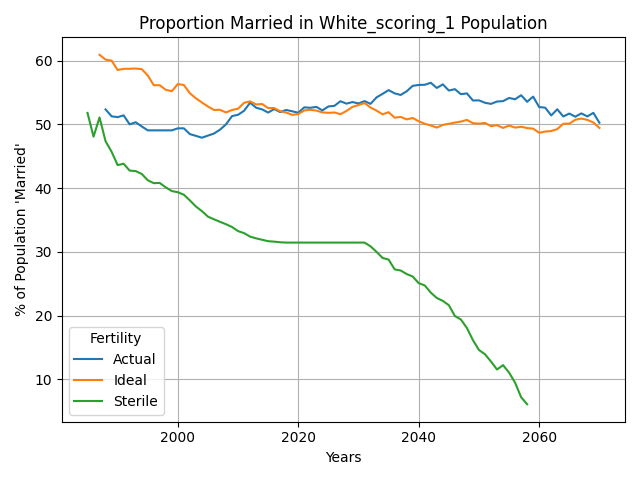 Proportion Married in White_scoring_1 Population
% of Population 'Married'
60
50
40
30
20
10
Fertility
Actual
Ideal
Sterile
2000
2020
2040
2060
Years